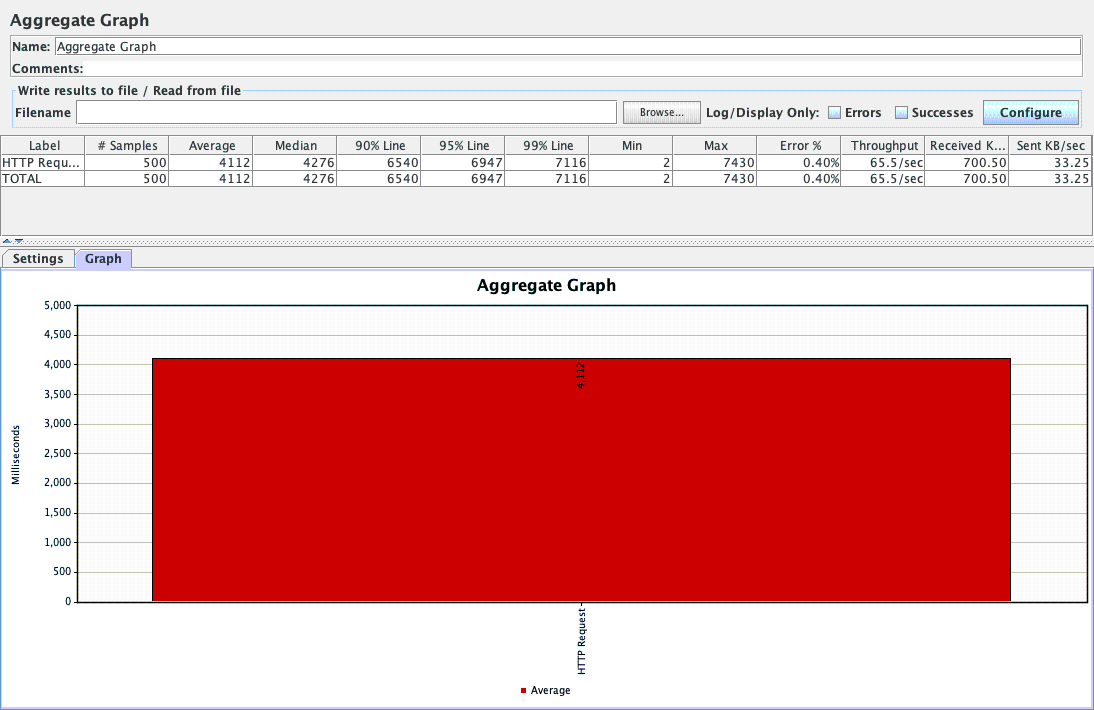 Aggregate Graph
Name: Aggregate Graph
Comments:
Write results to file / Read from file
Filename Browse... Log/Display Only: Errors Successes Configure
Label # Samples Average Median 90% Line 95% Line 99% Line Min Max Error % Throughput Received K... Sent KB/sec
HTTP Requ... 500 4112 4276 6540 6947 7116 2 7430 0.40% 65.5/sec 700.50 33.25
TOTAL 500 4112 4276 6540 6947 7116 2 7430 0.40% 65.5/sec 700.50 33.25
Settings Graph
Aggregate Graph
5,000
4,500
4,000
3,500
3,000
2,500
2,000
1,500
1,000
500
0
Milliseconds
4,112
HTTP Request
Average